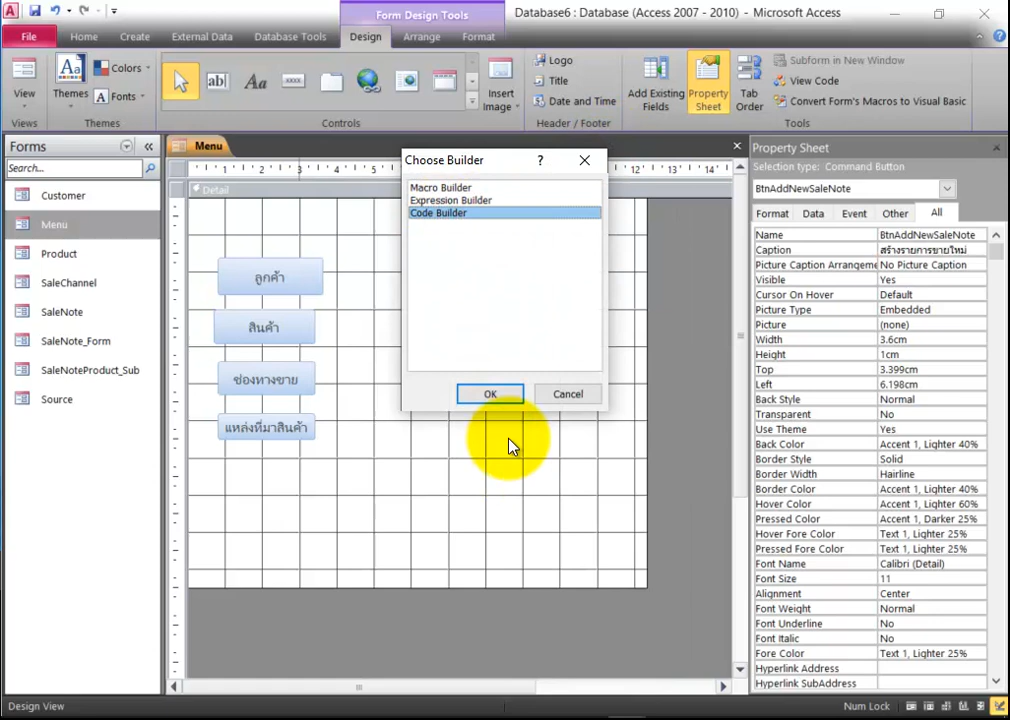 Form Design Tools
Database6 : Database (Access 2007 - 2010) - Microsoft Access
File Home Create External Data Database Tools Design Arrange Format
View
Views
Themes
Colors
Fonts
Themes
ab|
Aa
xxxx
Controls
Insert
Image
Logo
Title
Date and Time
Header / Footer
Add Existing
Fields
Property
Sheet
Tab
Order
Subform in New Window
View Code
Convert Form's Macros to Visual Basic
Tools
Forms
Search...
Customer
Menu
Product
SaleChannel
SaleNote
SaleNote_Form
SaleNoteProduct_Sub
Source
Menu
1 12 13 14
Detail
1 2 3 4 5
ลูกค้า
สินค้า
ช่องทางขาย
แหล่งที่มาสินค้า
Choose Builder
Macro Builder
Expression Builder
Code Builder
OK Cancel
Property Sheet
Selection type: Command Button
BtnAddNewSaleNote
Format Data Event Other All
Name BtnAddNewSaleNote
Caption สร้างรายการขายใหม่
Picture Caption Arrangeme No Picture Caption
Visible Yes
Cursor On Hover Default
Picture Type Embedded
Picture (none)
Width 3.6cm
Height 1cm
Top 3.399cm
Left 6.198cm
Back Style Normal
Transparent No
Use Theme Yes
Back Color Accent 1, Lighter 40%
Border Style Solid
Border Width Hairline
Border Color Accent 1, Lighter 40%
Hover Color Accent 1, Lighter 60%
Pressed Color Accent 1, Darker 25%
Hover Fore Color Text 1, Lighter 25%
Pressed Fore Color Text 1, Lighter 25%
Font Name Calibri (Detail)
Font Size 11
Alignment Center
Font Weight Normal
Font Underline No
Font Italic No
Fore Color Text 1, Lighter 25%
Hyperlink Address
Hyperlink SubAddress
Design View
Num Lock